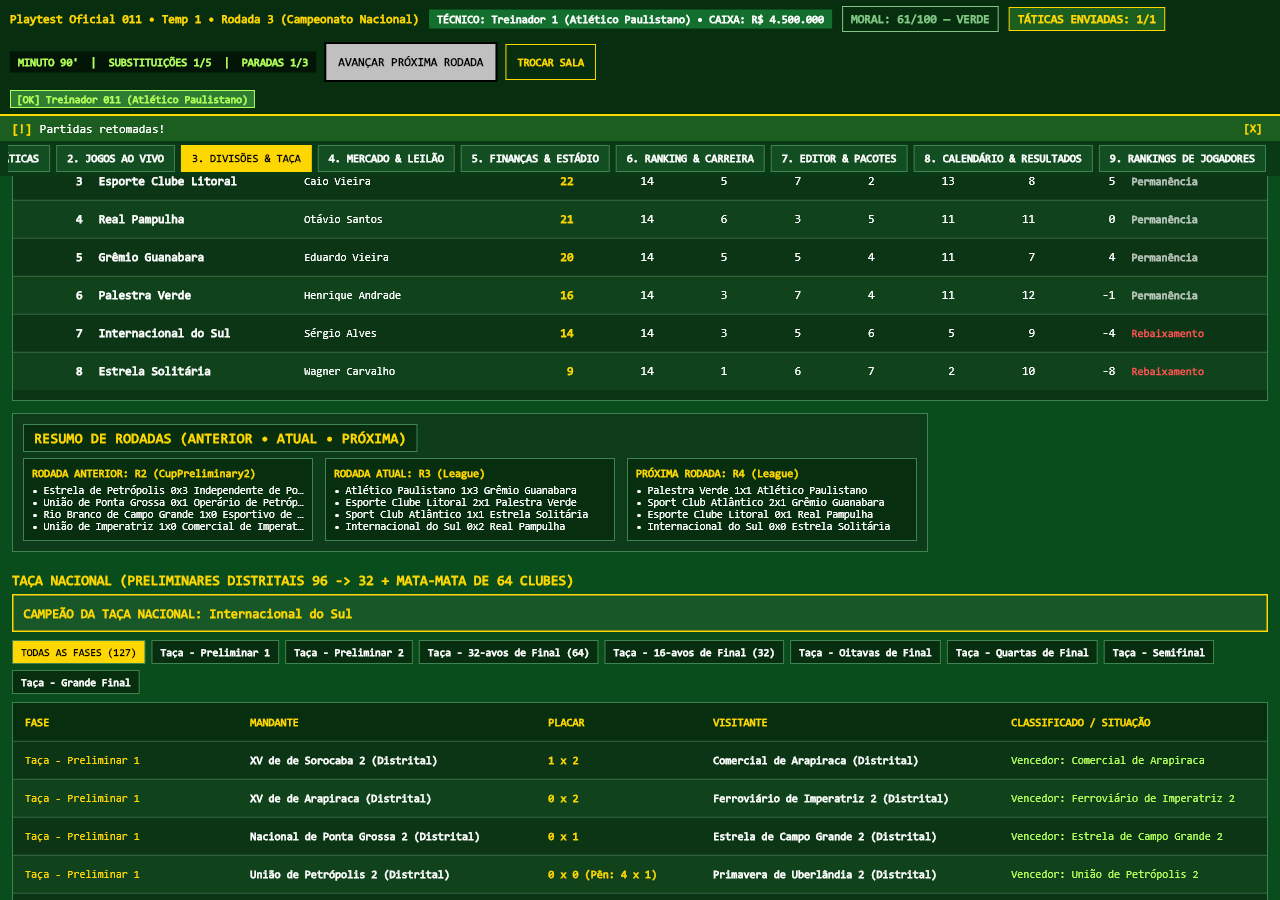 Playtest Oficial 011 • Temp 1 • Rodada 3 (Campeonato Nacional) TÉCNICO: Treinador 1 (Atlético Paulistano) • CAIXA: R$ 4.500.000 MORAL: 61/100 — VERDE TÁTICAS ENVIADAS: 1/1
MINUTO 90' | SUBSTITUIÇÕES 1/5 | PARADAS 1/3 AVANÇAR PRÓXIMA RODADA TROCAR SALA
[OK] Treinador 011 (Atlético Paulistano)
[!] Partidas retomadas! [X]
TICAS 2. JOGOS AO VIVO 3. DIVISÕES & TAÇA 4. MERCADO & LEILÃO 5. FINANÇAS & ESTÁDIO 6. RANKING & CARREIRA 7. EDITOR & PACOTES 8. CALENDÁRIO & RESULTADOS 9. RANKINGS DE JOGADORES
3 Esporte Clube Litoral Caio Vieira 22 14 5 7 2 13 8 5 Permanência
4 Real Pampulha Otávio Santos 21 14 6 3 5 11 11 0 Permanência
5 Grêmio Guanabara Eduardo Vieira 20 14 5 5 4 11 7 4 Permanência
6 Palestra Verde Henrique Andrade 16 14 3 7 4 11 12 -1 Permanência
7 Internacional do Sul Sérgio Alves 14 14 3 5 6 5 9 -4 Rebaixamento
8 Estrela Solitária Wagner Carvalho 9 14 1 6 7 2 10 -8 Rebaixamento
RESUMO DE RODADAS (ANTERIOR • ATUAL • PRÓXIMA)
RODADA ANTERIOR: R2 (CupPreliminary2)
• Estrela de Petrópolis 0x3 Independente de Po…
• União de Ponta Grossa 0x1 Operário de Petróp…
• Rio Branco de Campo Grande 1x0 Esportivo de …
• União de Imperatriz 1x0 Comercial de Imperat…
RODADA ATUAL: R3 (League)
• Atlético Paulistano 1x3 Grêmio Guanabara
• Esporte Clube Litoral 2x1 Palestra Verde
• Sport Club Atlântico 1x1 Estrela Solitária
• Internacional do Sul 0x2 Real Pampulha
PRÓXIMA RODADA: R4 (League)
• Palestra Verde 1x1 Atlético Paulistano
• Sport Club Atlântico 2x1 Grêmio Guanabara
• Esporte Clube Litoral 0x1 Real Pampulha
• Internacional do Sul 0x0 Estrela Solitária
TAÇA NACIONAL (PRELIMINARES DISTRITAIS 96 -> 32 + MATA-MATA DE 64 CLUBES)
CAMPEÃO DA TAÇA NACIONAL: Internacional do Sul
TODAS AS FASES (127) Taça - Preliminar 1 Taça - Preliminar 2 Taça - 32-avos de Final (64) Taça - 16-avos de Final (32) Taça - Oitavas de Final Taça - Quartas de Final Taça - Semifinal
Taça - Grande Final
FASE MANDANTE PLACAR VISITANTE CLASSIFICADO / SITUAÇÃO
Taça - Preliminar 1 XV de de Sorocaba 2 (Distrital) 1 x 2 Comercial de Arapiraca (Distrital) Vencedor: Comercial de Arapiraca
Taça - Preliminar 1 XV de de Arapiraca (Distrital) 0 x 2 Ferroviário de Imperatriz 2 (Distrital) Vencedor: Ferroviário de Imperatriz 2
Taça - Preliminar 1 Nacional de Ponta Grossa 2 (Distrital) 0 x 1 Estrela de Campo Grande 2 (Distrital) Vencedor: Estrela de Campo Grande 2
Taça - Preliminar 1 União de Petrópolis 2 (Distrital) 0 x 0 (Pên: 4 x 1) Primavera de Uberlândia 2 (Distrital) Vencedor: União de Petrópolis 2